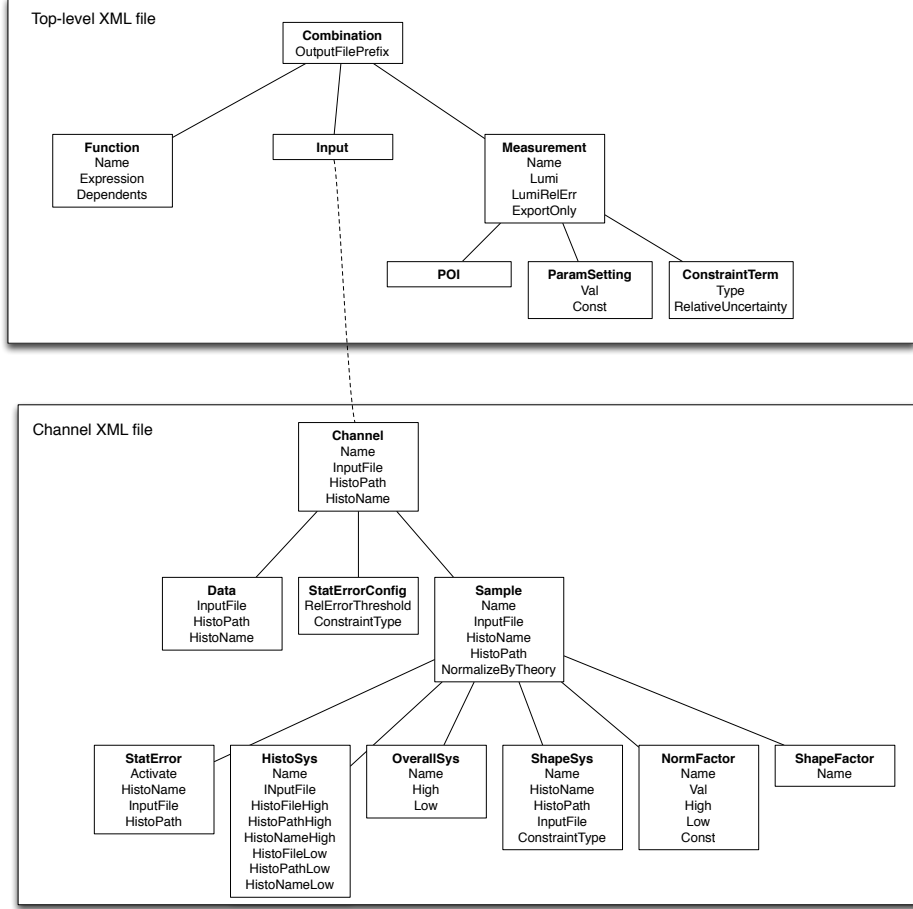 Top-level XML file
Combination
OutputFilePrefix
Function
Name
Expression
Dependents
Input
Measurement
Name
Lumi
LumiRelErr
ExportOnly
POI
ParamSetting
Val
Const
ConstraintTerm
Type
RelativeUncertainty
Channel XML file
Channel
Name
InputFile
HistoPath
HistoName
Data
InputFile
HistoPath
HistoName
StatErrorConfig
RelErrorThreshold
ConstraintType
Sample
Name
InputFile
HistoName
HistoPath
NormalizeByTheory
StatError
Activate
HistoName
InputFile
HistoPath
HistoSys
Name
INputFile
HistoFileHigh
HistoPathHigh
HistoNameHigh
HistoFileLow
HistoPathLow
HistoNameLow
OverallSys
Name
High
Low
ShapeSys
Name
HistoName
HistoPath
InputFile
ConstraintType
NormFactor
Name
Val
High
Low
Const
ShapeFactor
Name